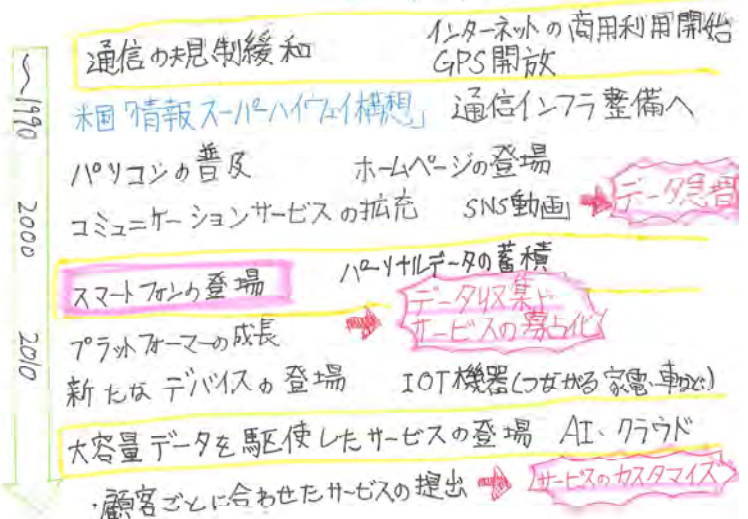 通信の規制緩和 インターネットの商用利用開始
GPS開放
~1990
米国「情報スーパーハイウェイ構想」 通信インフラ整備へ
パソコンの普及 ホームページの登場
コミュニケーションサービスの拡充 SNS動画 ➡ データ急増
2000
スマートフォンの登場 パーソナルデータの蓄積
プラットフォーマーの成長 ➡ データ収集と
サービスの寡占化
2010
新たなデバイスの登場 IOT機器(つながる家電、車など)
大容量データを駆使したサービスの登場 AI、クラウド
・顧客ごとに合わせたサービスの提出 ➡ サービスのカスタマイズ